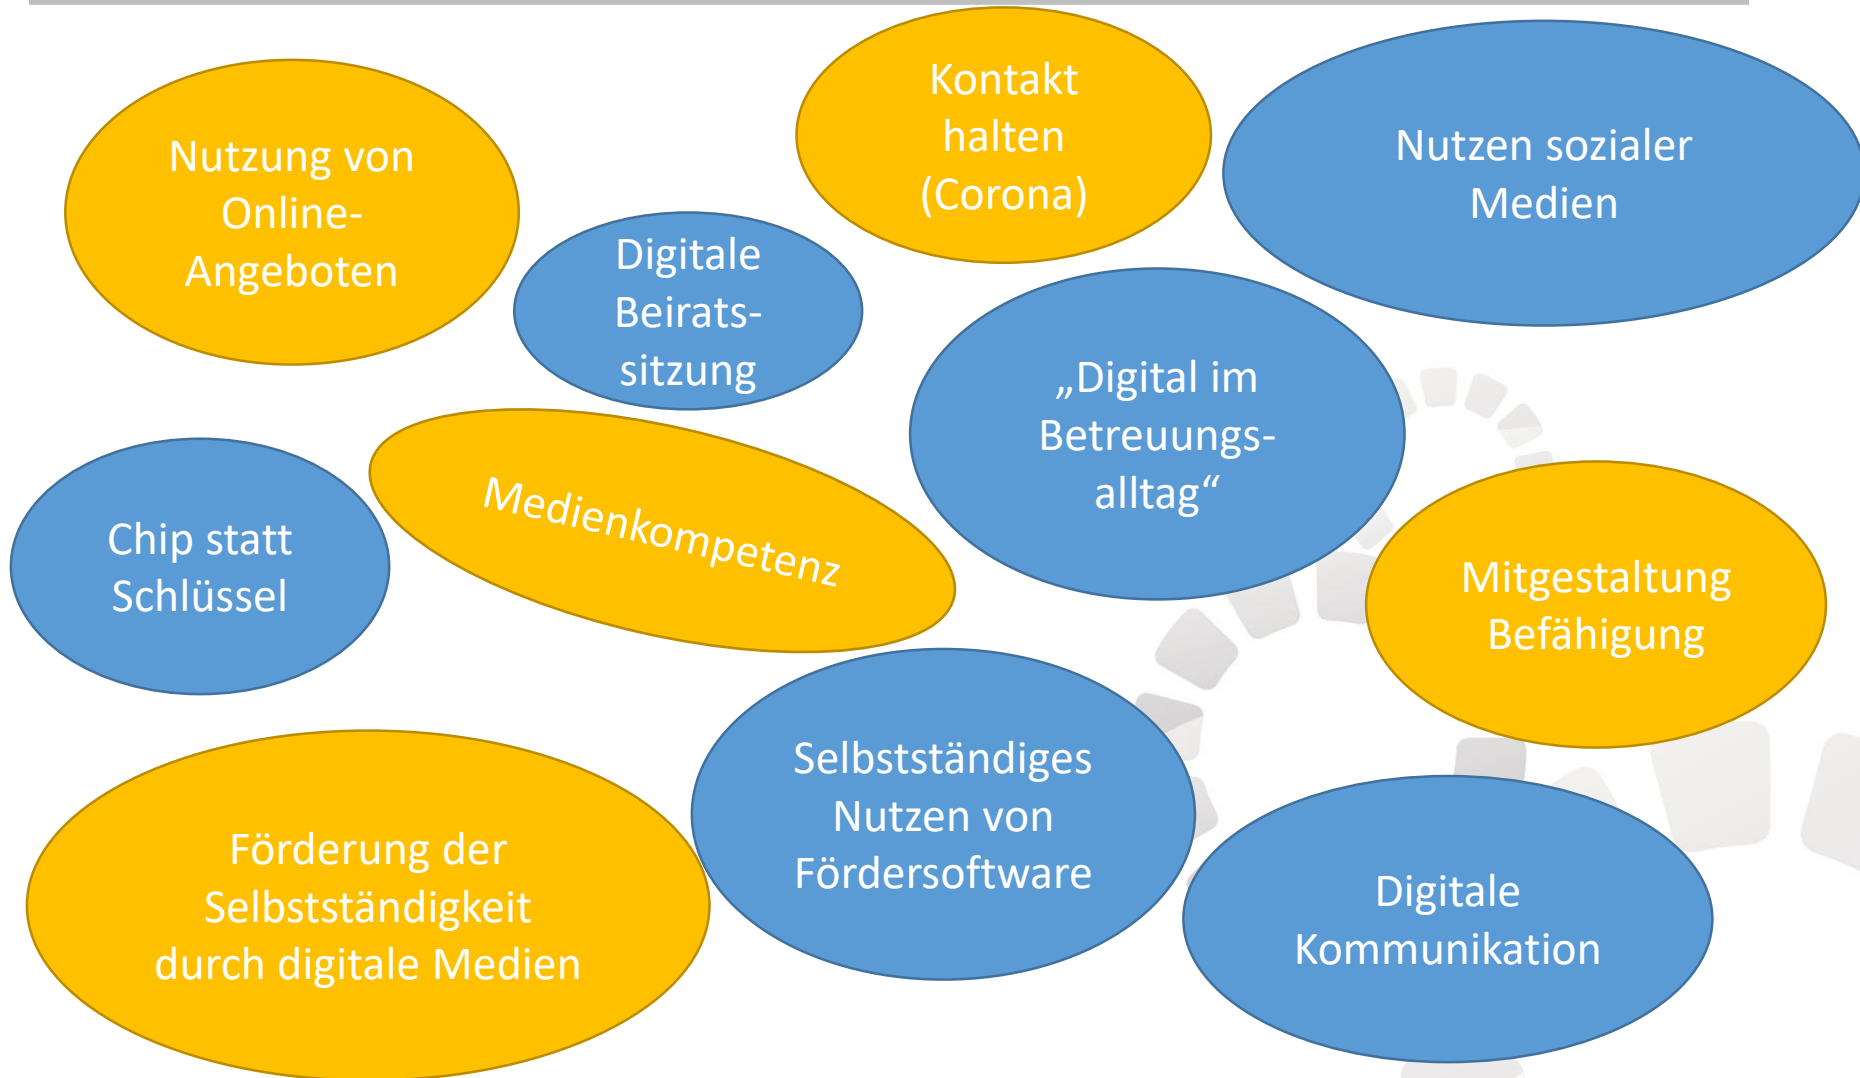 Nutzung von
Online-
Angeboten
Kontakt
halten
(Corona)
Nutzen sozialer
Medien
Digitale
Beirats-
sitzung
„Digital im
Betreuungs-
alltag“
Chip statt
Schlüssel
Medienkompetenz
Mitgestaltung
Befähigung
Förderung der
Selbstständigkeit
durch digitale Medien
Selbstständiges
Nutzen von
Fördersoftware
Digitale
Kommunikation